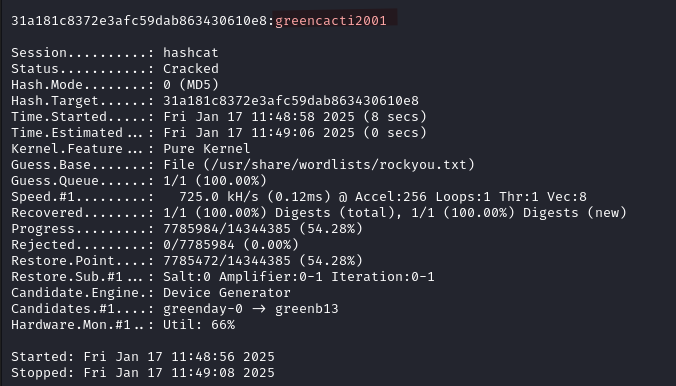 31a181c8372e3afc59dab863430610e8:greencacti2001
Session..........: hashcat
Status...........: Cracked
Hash.Mode........: 0 (MD5)
Hash.Target......: 31a181c8372e3afc59dab863430610e8
Time.Started.....: Fri Jan 17 11:48:58 2025 (8 secs)
Time.Estimated...: Fri Jan 17 11:49:06 2025 (0 secs)
Kernel.Feature...: Pure Kernel
Guess.Base.......: File (/usr/share/wordlists/rockyou.txt)
Guess.Queue......: 1/1 (100.00%)
Speed.#1.........:   725.0 kH/s (0.12ms) @ Accel:256 Loops:1 Thr:1 Vec:8
Recovered........: 1/1 (100.00%) Digests (total), 1/1 (100.00%) Digests (new)
Progress.........: 7785984/14344385 (54.28%)
Rejected.........: 0/7785984 (0.00%)
Restore.Point....: 7785472/14344385 (54.28%)
Restore.Sub.#1...: Salt:0 Amplifier:0-1 Iteration:0-1
Candidate.Engine.: Device Generator
Candidates.#1....: greenday-0 -> greenb13
Hardware.Mon.#1..: Util: 66%
Started: Fri Jan 17 11:48:56 2025
Stopped: Fri Jan 17 11:49:08 2025